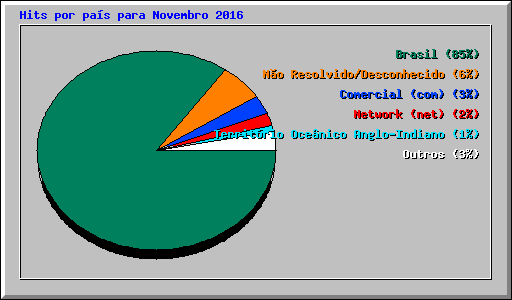 Hits por país para Novembro 2016
Brasil (85%)
Não Resolvido/Desconhecido (6%)
Comercial (com) (3%)
Network (net) (2%)
Território Oceânico Anglo-Indiano (1%)
Outros (3%)